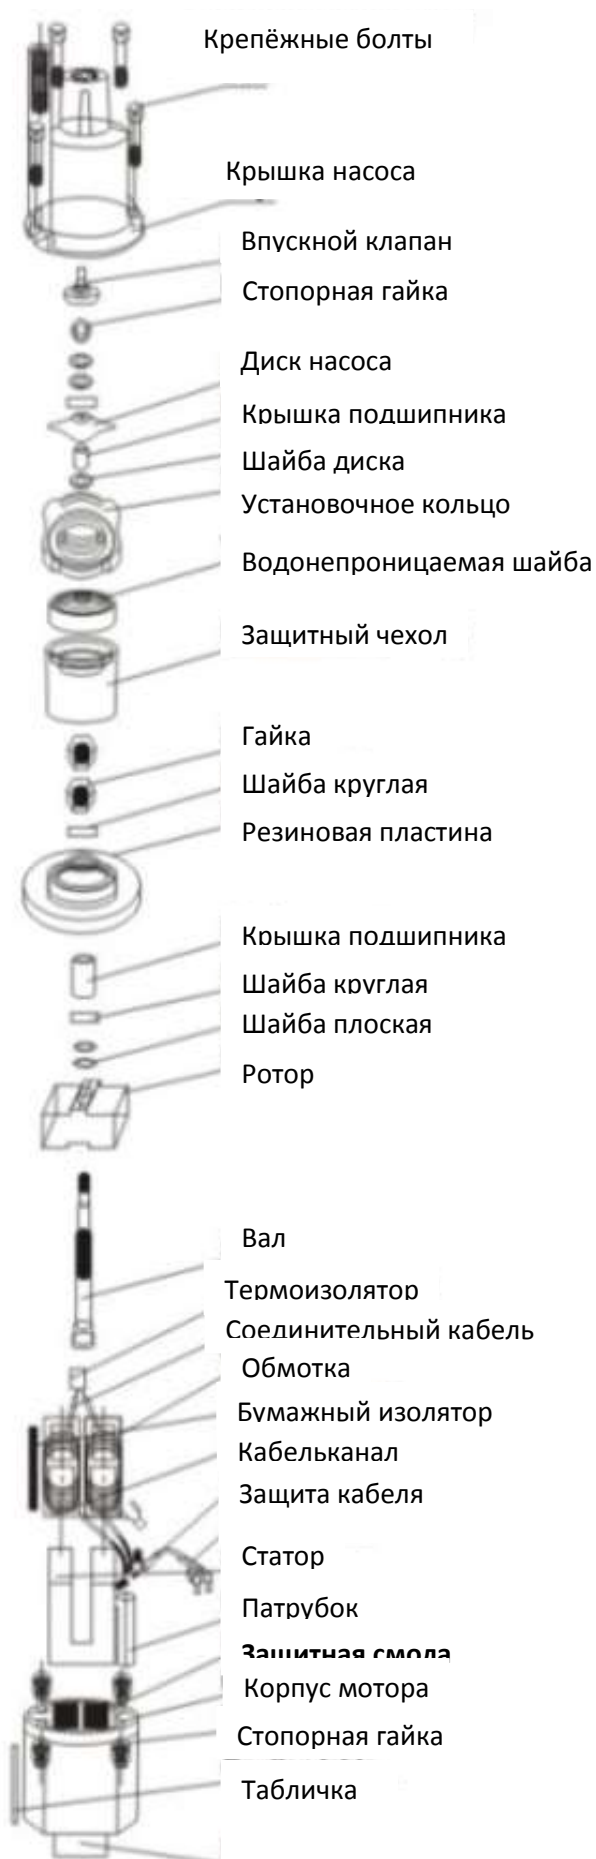 Крепёжные болты
Крышка насоса
Впускной клапан
Стопорная гайка
Диск насоса
Крышка подшипника
Шайба диска
Установочное кольцо
Водонепроницаемая шайба
Защитный чехол
Гайка
Шайба круглая
Резиновая пластина
Крышка подшипника
Шайба круглая
Шайба плоская
Ротор
Вал
Термоизолятор
Соединительный кабель
Обмотка
Бумажный изолятор
Кабельканал
Защита кабеля
Статор
Патрубок
Защитная смола
Корпус мотора
Стопорная гайка
Табличка